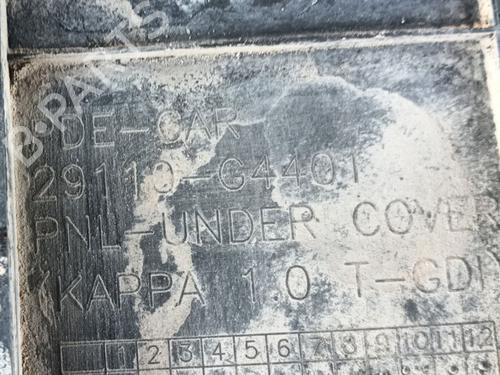 DE-CAR
29110-G4401
PNL-UNDER COVER
(KAPPA 1.0 T-GDI)
1 2 3 4 5 6 7 8 9 10 11 12
B-PARTS